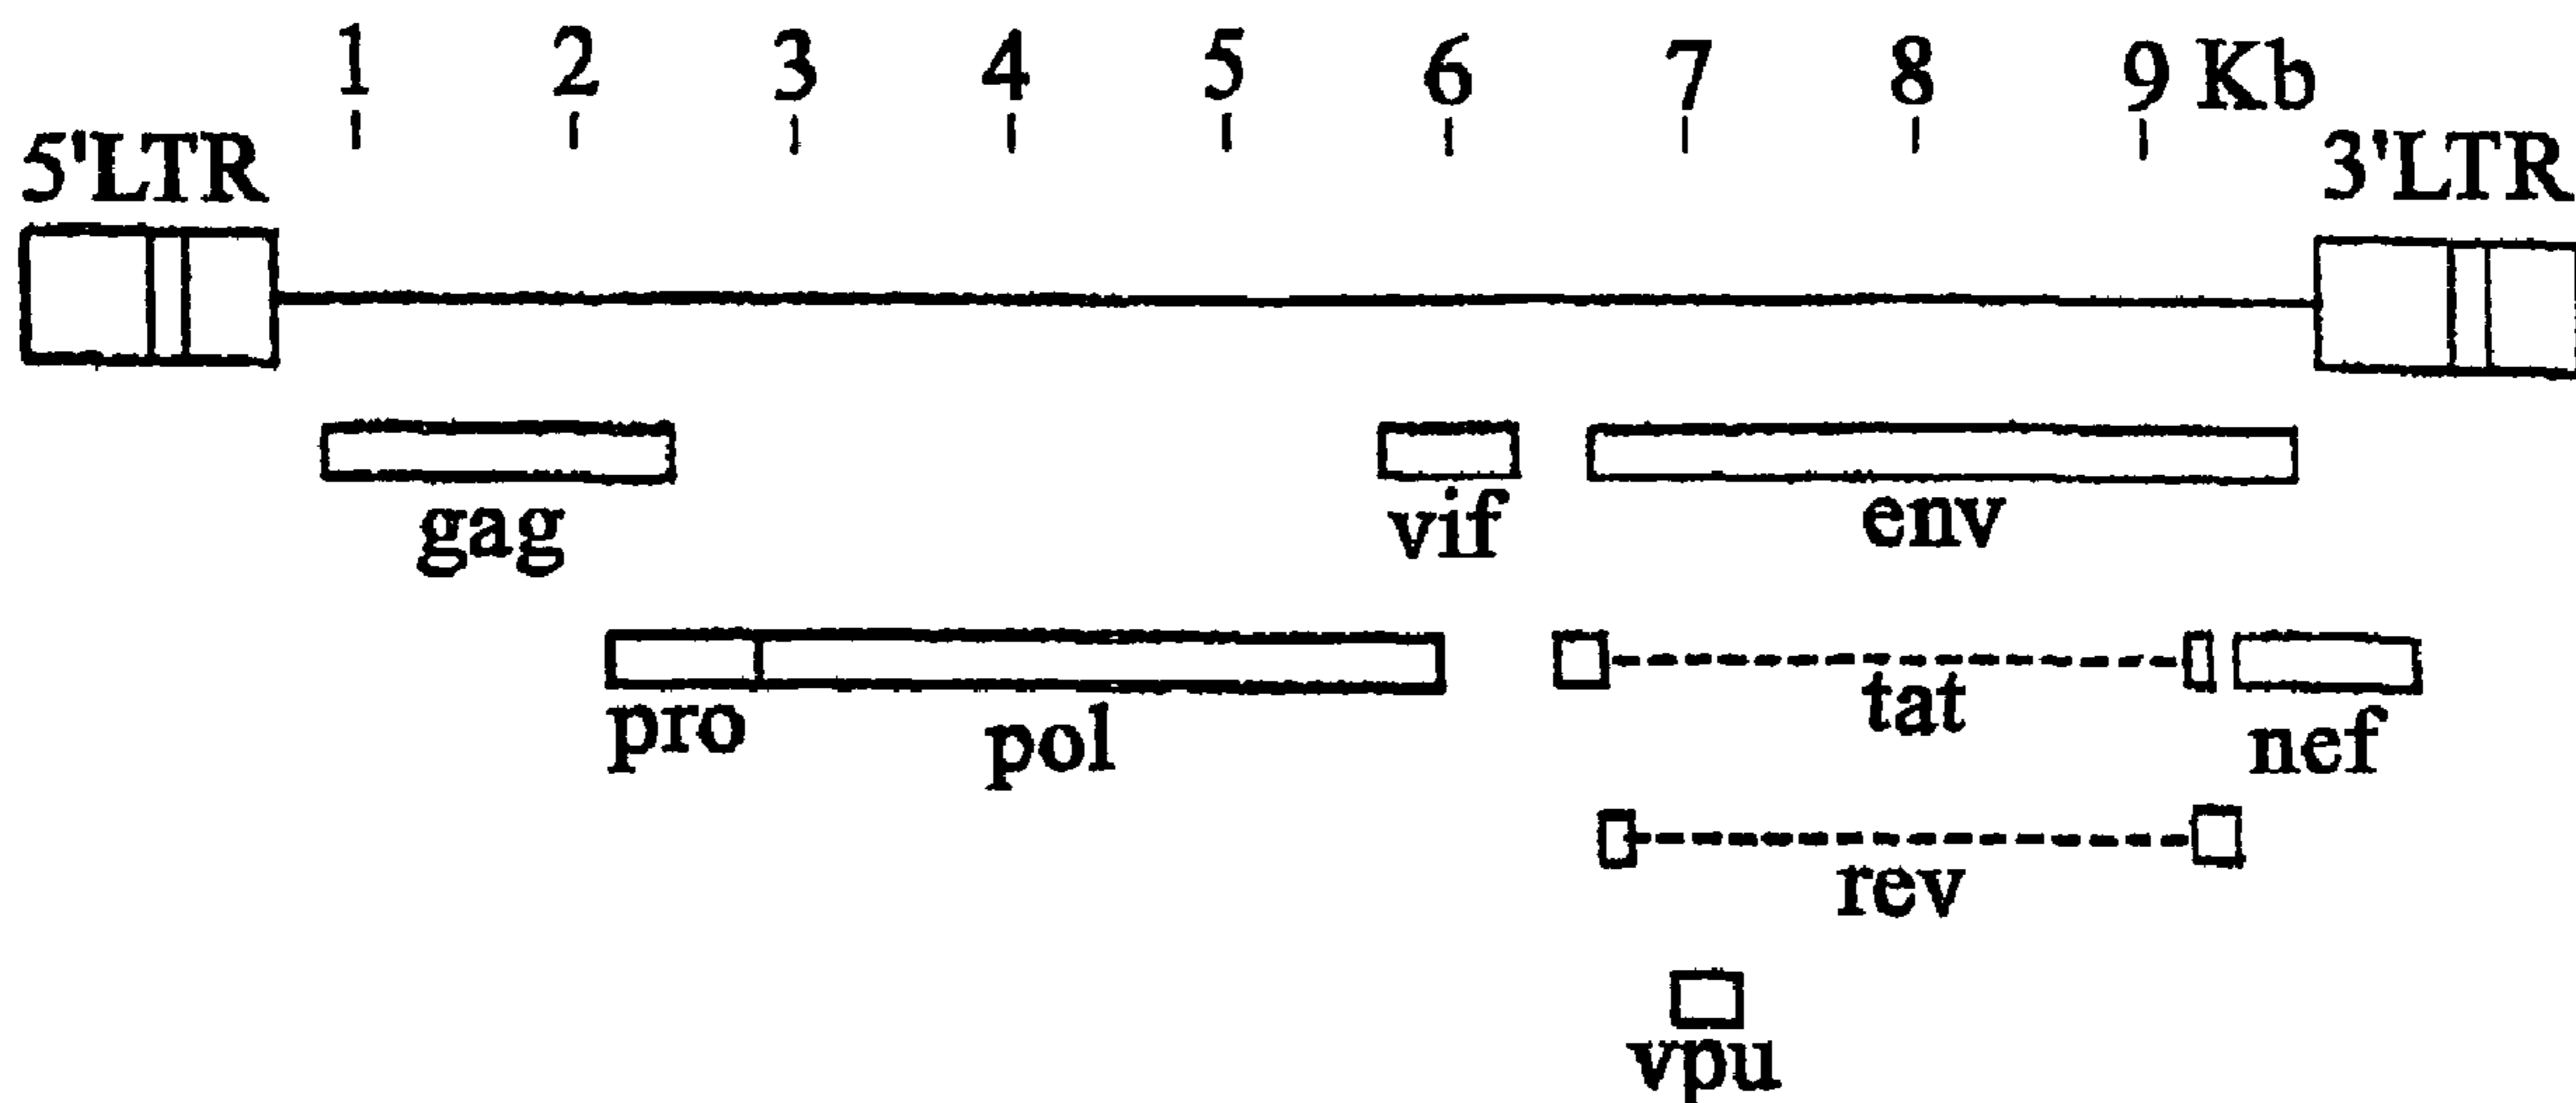 1 2 3 4 5 6 7 8 9 Kb
5'LTR 3'LTR
gag vif env
pro pol tat nef
rev
vpu